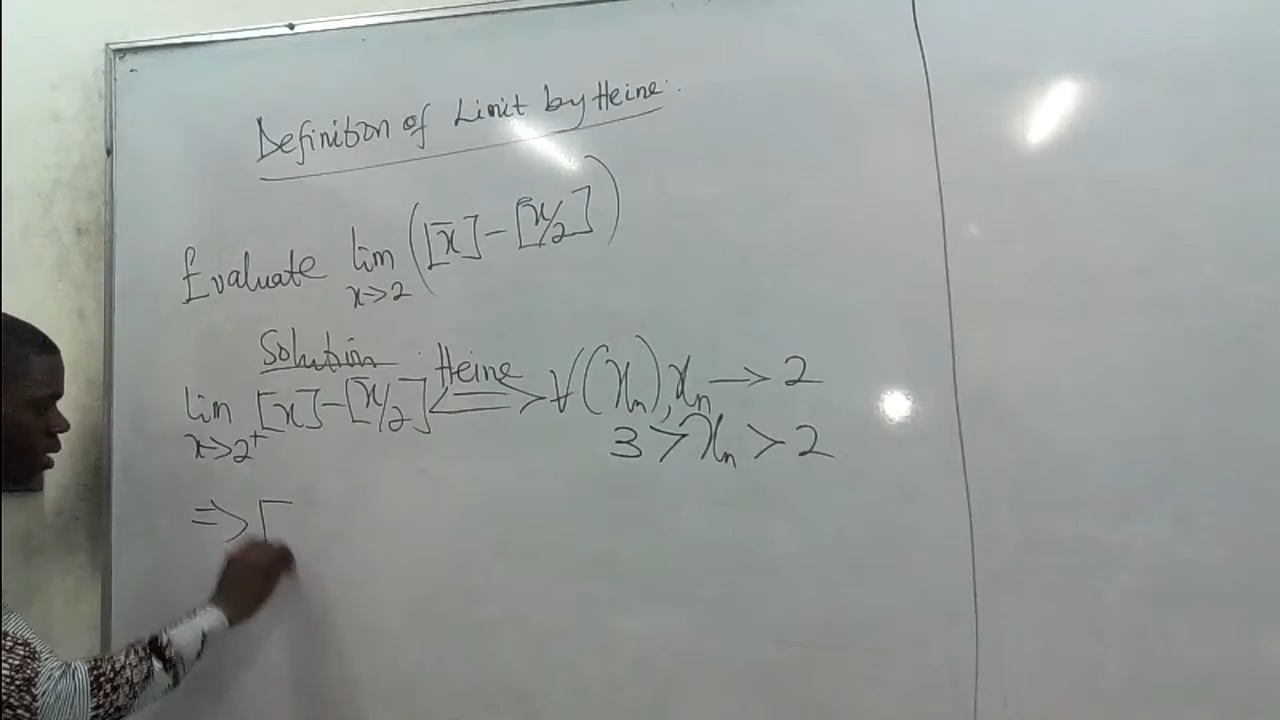 Definition of Limit by Heine.
Evaluate lim x→2 ([x] - [x/2])
Solution
lim x→2⁺ [x] - [x/2] <=Heine=> ∀(xₙ), xₙ → 2
3 > xₙ > 2
⇒ [